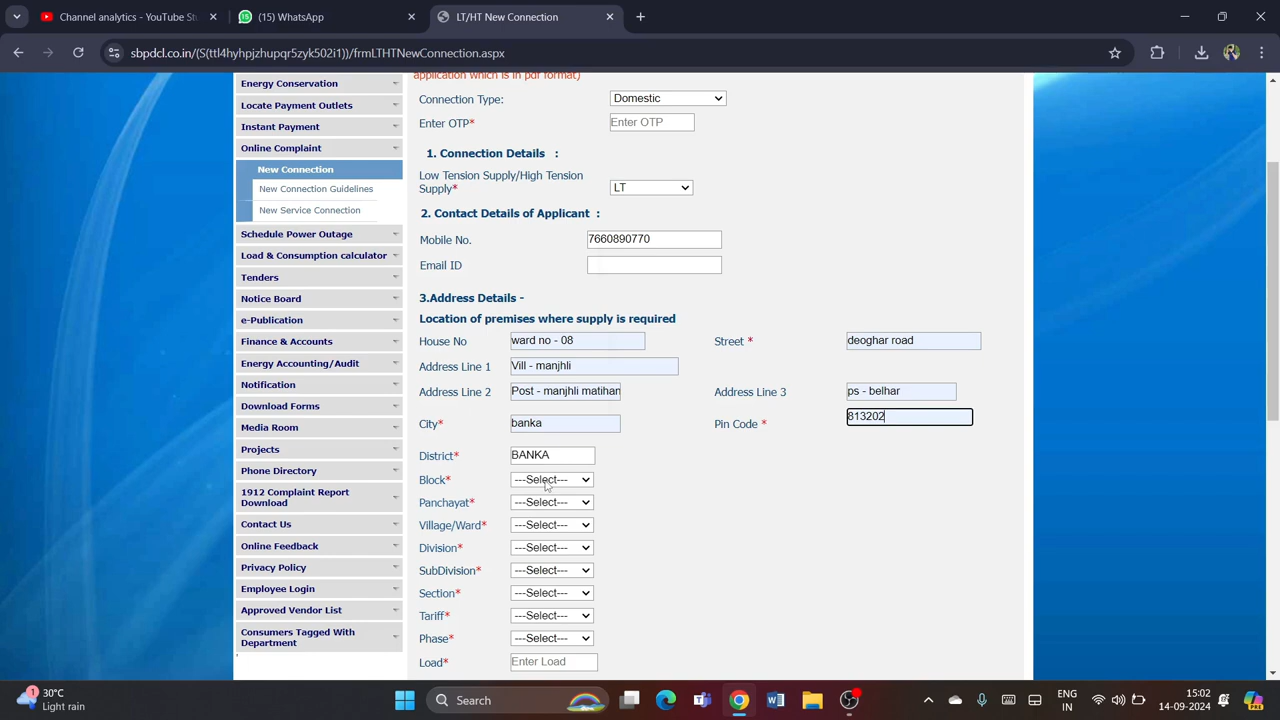 Channel analytics - YouTube St
(15) WhatsApp
LT/HT New Connection
sbpdcl.co.in/(S(ttl4hyhpjzhupqr5zyk502i1))/frmLTHTNewConnection.aspx
application which is in pdf format)
Energy Conservation
Locate Payment Outlets
Instant Payment
Online Complaint
New Connection
New Connection Guidelines
New Service Connection
Schedule Power Outage
Load & Consumption calculator
Tenders
Notice Board
e-Publication
Finance & Accounts
Energy Accounting/Audit
Notification
Download Forms
Media Room
Projects
Phone Directory
1912 Complaint Report
Download
Contact Us
Online Feedback
Privacy Policy
Employee Login
Approved Vendor List
Consumers Tagged With
Department
Connection Type: Domestic
Enter OTP* Enter OTP
1. Connection Details :
Low Tension Supply/High Tension
Supply* LT
2. Contact Details of Applicant :
Mobile No. 7660890770
Email ID
3.Address Details -
Location of premises where supply is required
House No ward no - 08 Street * deoghar road
Address Line 1 Vill - manjhli
Address Line 2 Post - manjhli matihan Address Line 3 ps - belhar
City* banka Pin Code * 813202
District* BANKA
Block* ---Select---
Panchayat* ---Select---
Village/Ward* ---Select---
Division* ---Select---
SubDivision* ---Select---
Section* ---Select---
Tariff* ---Select---
Phase* ---Select---
Load* Enter Load
1
30°C
Light rain
Search
ENG
IN
15:02
14-09-2024